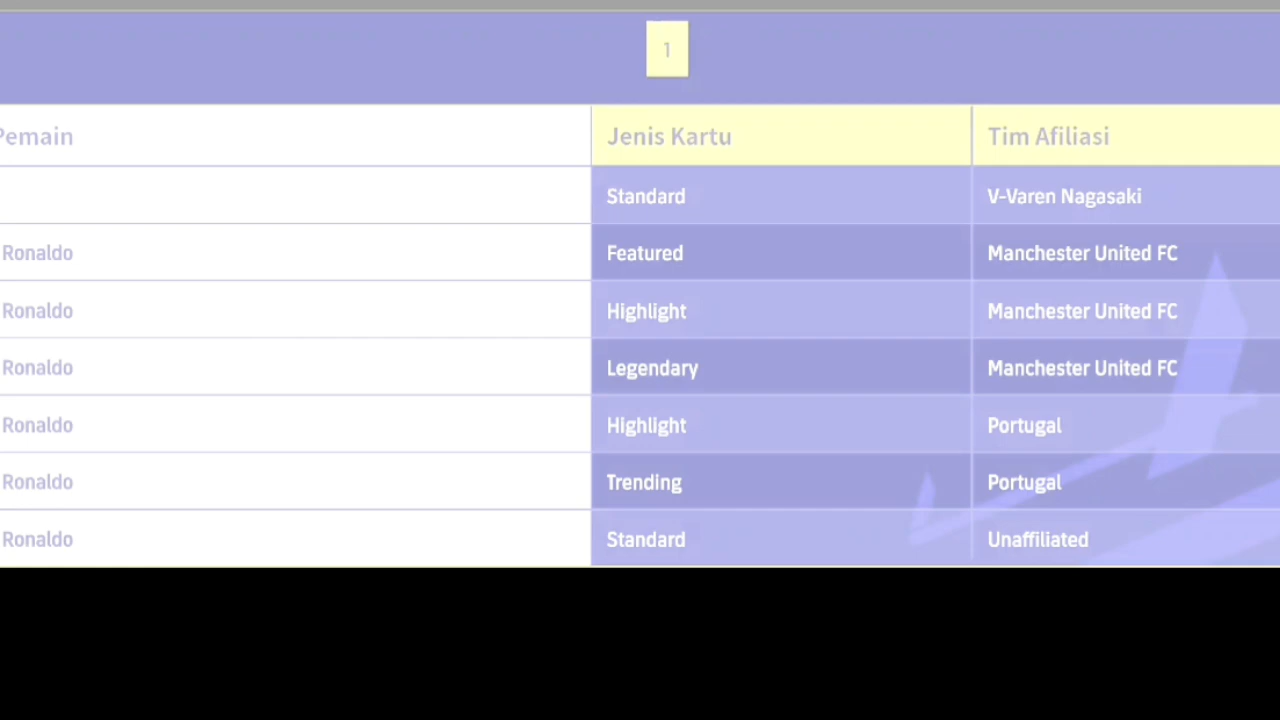 1
Pemain Jenis Kartu Tim Afiliasi
Standard V-Varen Nagasaki
Ronaldo Featured Manchester United FC
Ronaldo Highlight Manchester United FC
Ronaldo Legendary Manchester United FC
Ronaldo Highlight Portugal
Ronaldo Trending Portugal
Ronaldo Standard Unaffiliated